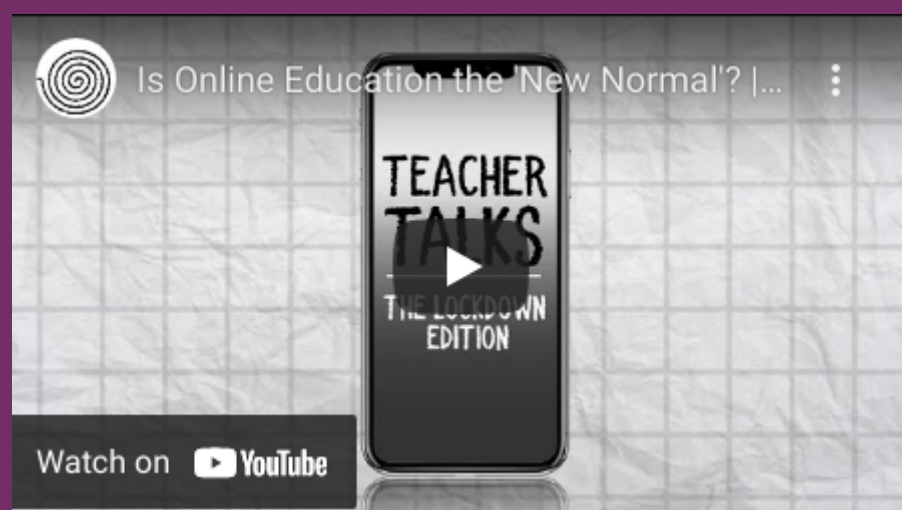 Is Online Education the 'New Normal'? |...
TEACHER
TALKS
THE LOCKDOWN
EDITION
Watch on YouTube